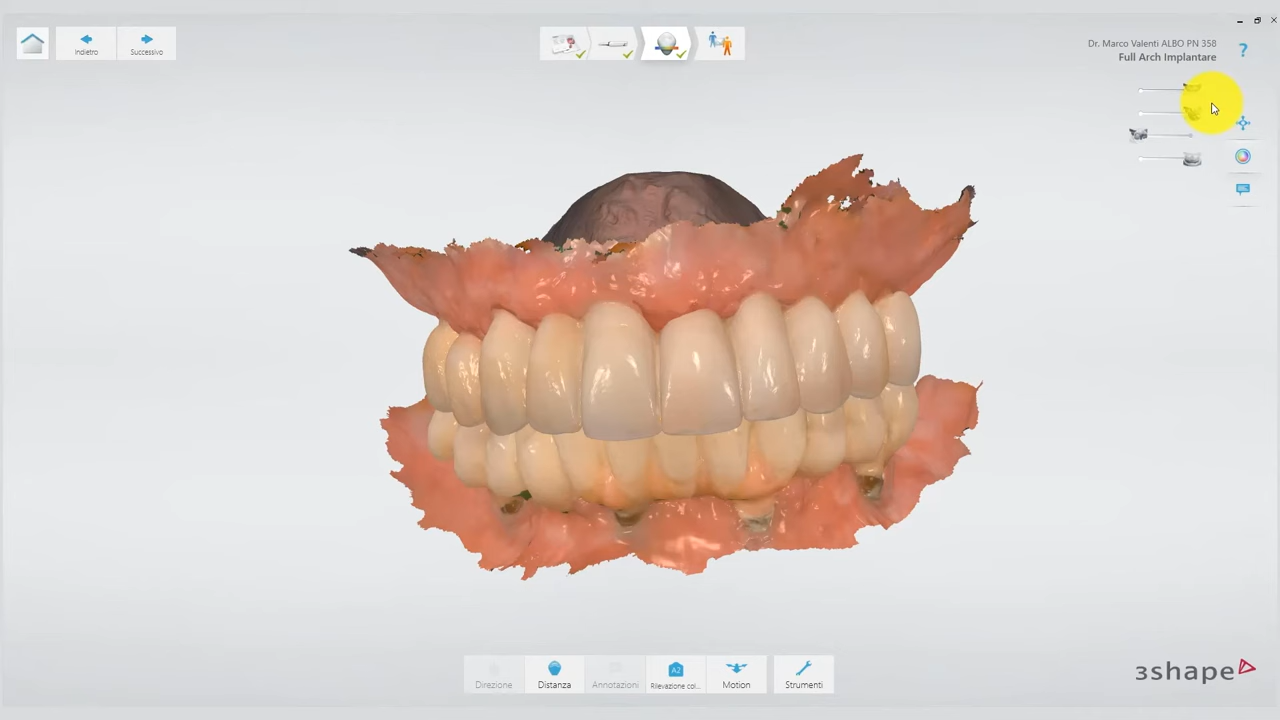 Indietro
Successivo
Dr. Marco Valenti ALBO PN 358
Full Arch Implantare
?
Direzione
Distanza
Annotazioni
A2
Rilevazione col...
Motion
Strumenti
3shape